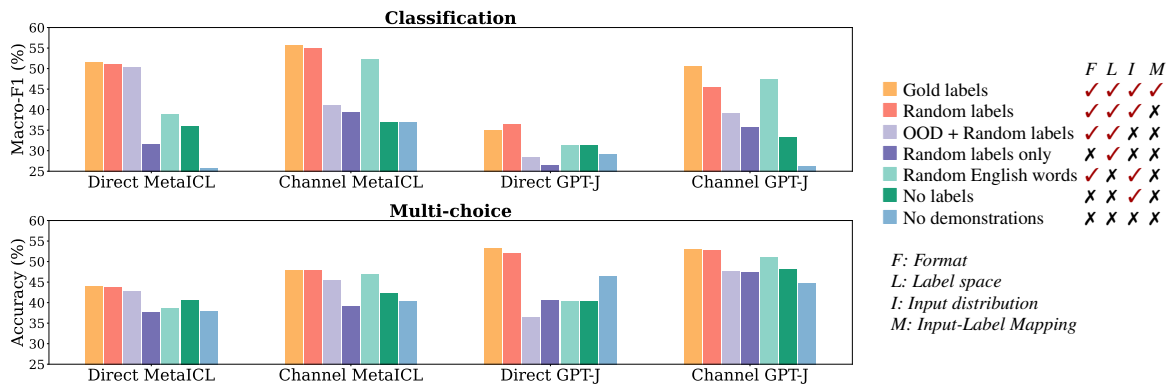 Classification
Macro-F1 (%)
60
55
50
45
40
35
30
25
Direct MetaICL Channel MetaICL Direct GPT-J Channel GPT-J
Multi-choice
Accuracy (%)
60
55
50
45
40
35
30
25
Direct MetaICL Channel MetaICL Direct GPT-J Channel GPT-J
F L I M
Gold labels ✓ ✓ ✓ ✓
Random labels ✓ ✓ ✓ ✗
OOD + Random labels ✓ ✓ ✗ ✗
Random labels only ✗ ✓ ✗ ✗
Random English words ✓ ✗ ✓ ✗
No labels ✗ ✗ ✓ ✗
No demonstrations ✗ ✗ ✗ ✗
F: Format
L: Label space
I: Input distribution
M: Input-Label Mapping